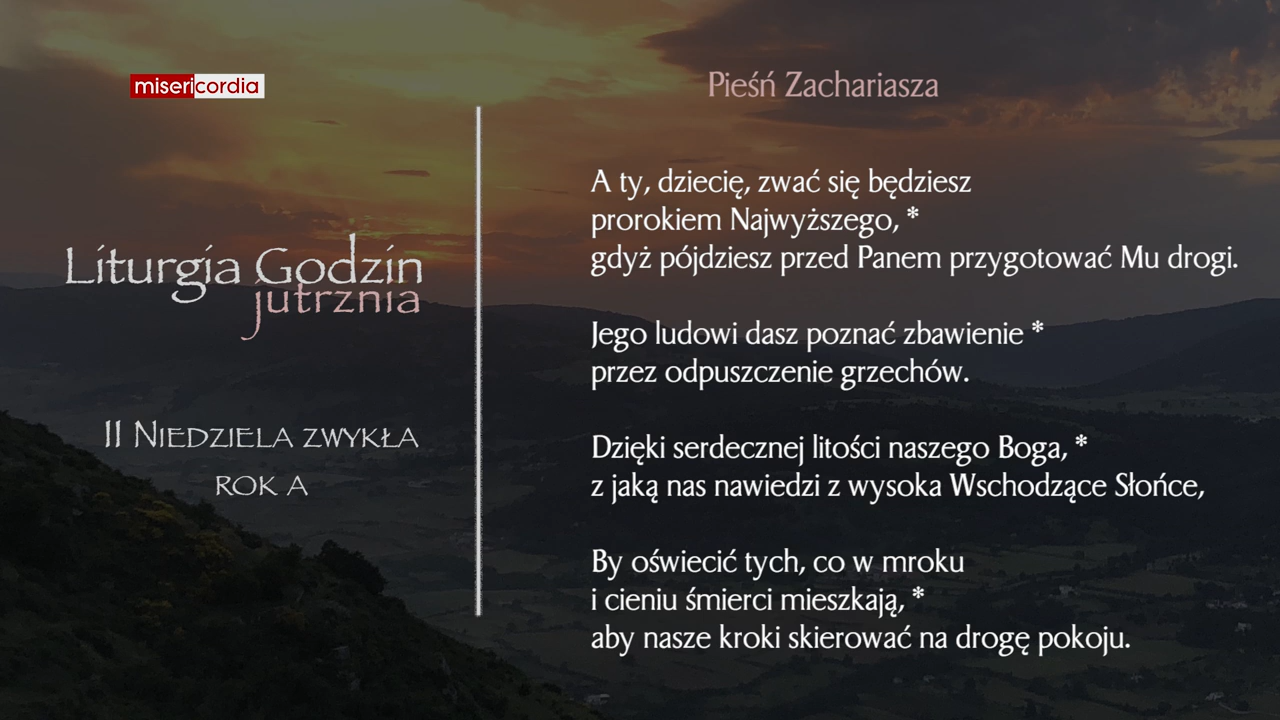 misericordia
Liturgia Godzin
jutrznia
II Niedziela zwykła
rok A
Pieśń Zachariasza
A ty, dziecię, zwać się będziesz
prorokiem Najwyższego, *
gdyż pójdziesz przed Panem przygotować Mu drogi.
Jego ludowi dasz poznać zbawienie *
przez odpuszczenie grzechów.
Dzięki serdecznej litości naszego Boga, *
z jaką nas nawiedzi z wysoka Wschodzące Słońce,
By oświecić tych, co w mroku
i cieniu śmierci mieszkają, *
aby nasze kroki skierować na drogę pokoju.